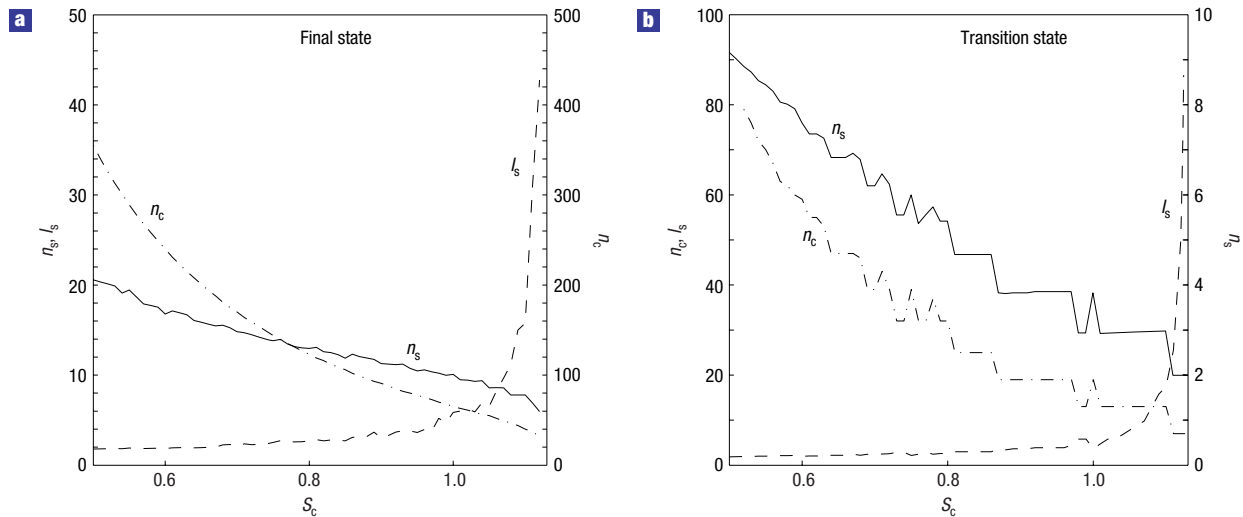 a
Final state
50
40
30
20
10
0
n_s, l_s
500
400
300
200
100
0
n_c
n_c
n_s
l_s
0.6
0.8
1.0
S_c
b
Transition state
100
80
60
40
20
0
n_c, l_s
10
8
6
4
2
0
n_s
n_s
n_c
l_s
0.6
0.8
1.0
S_c